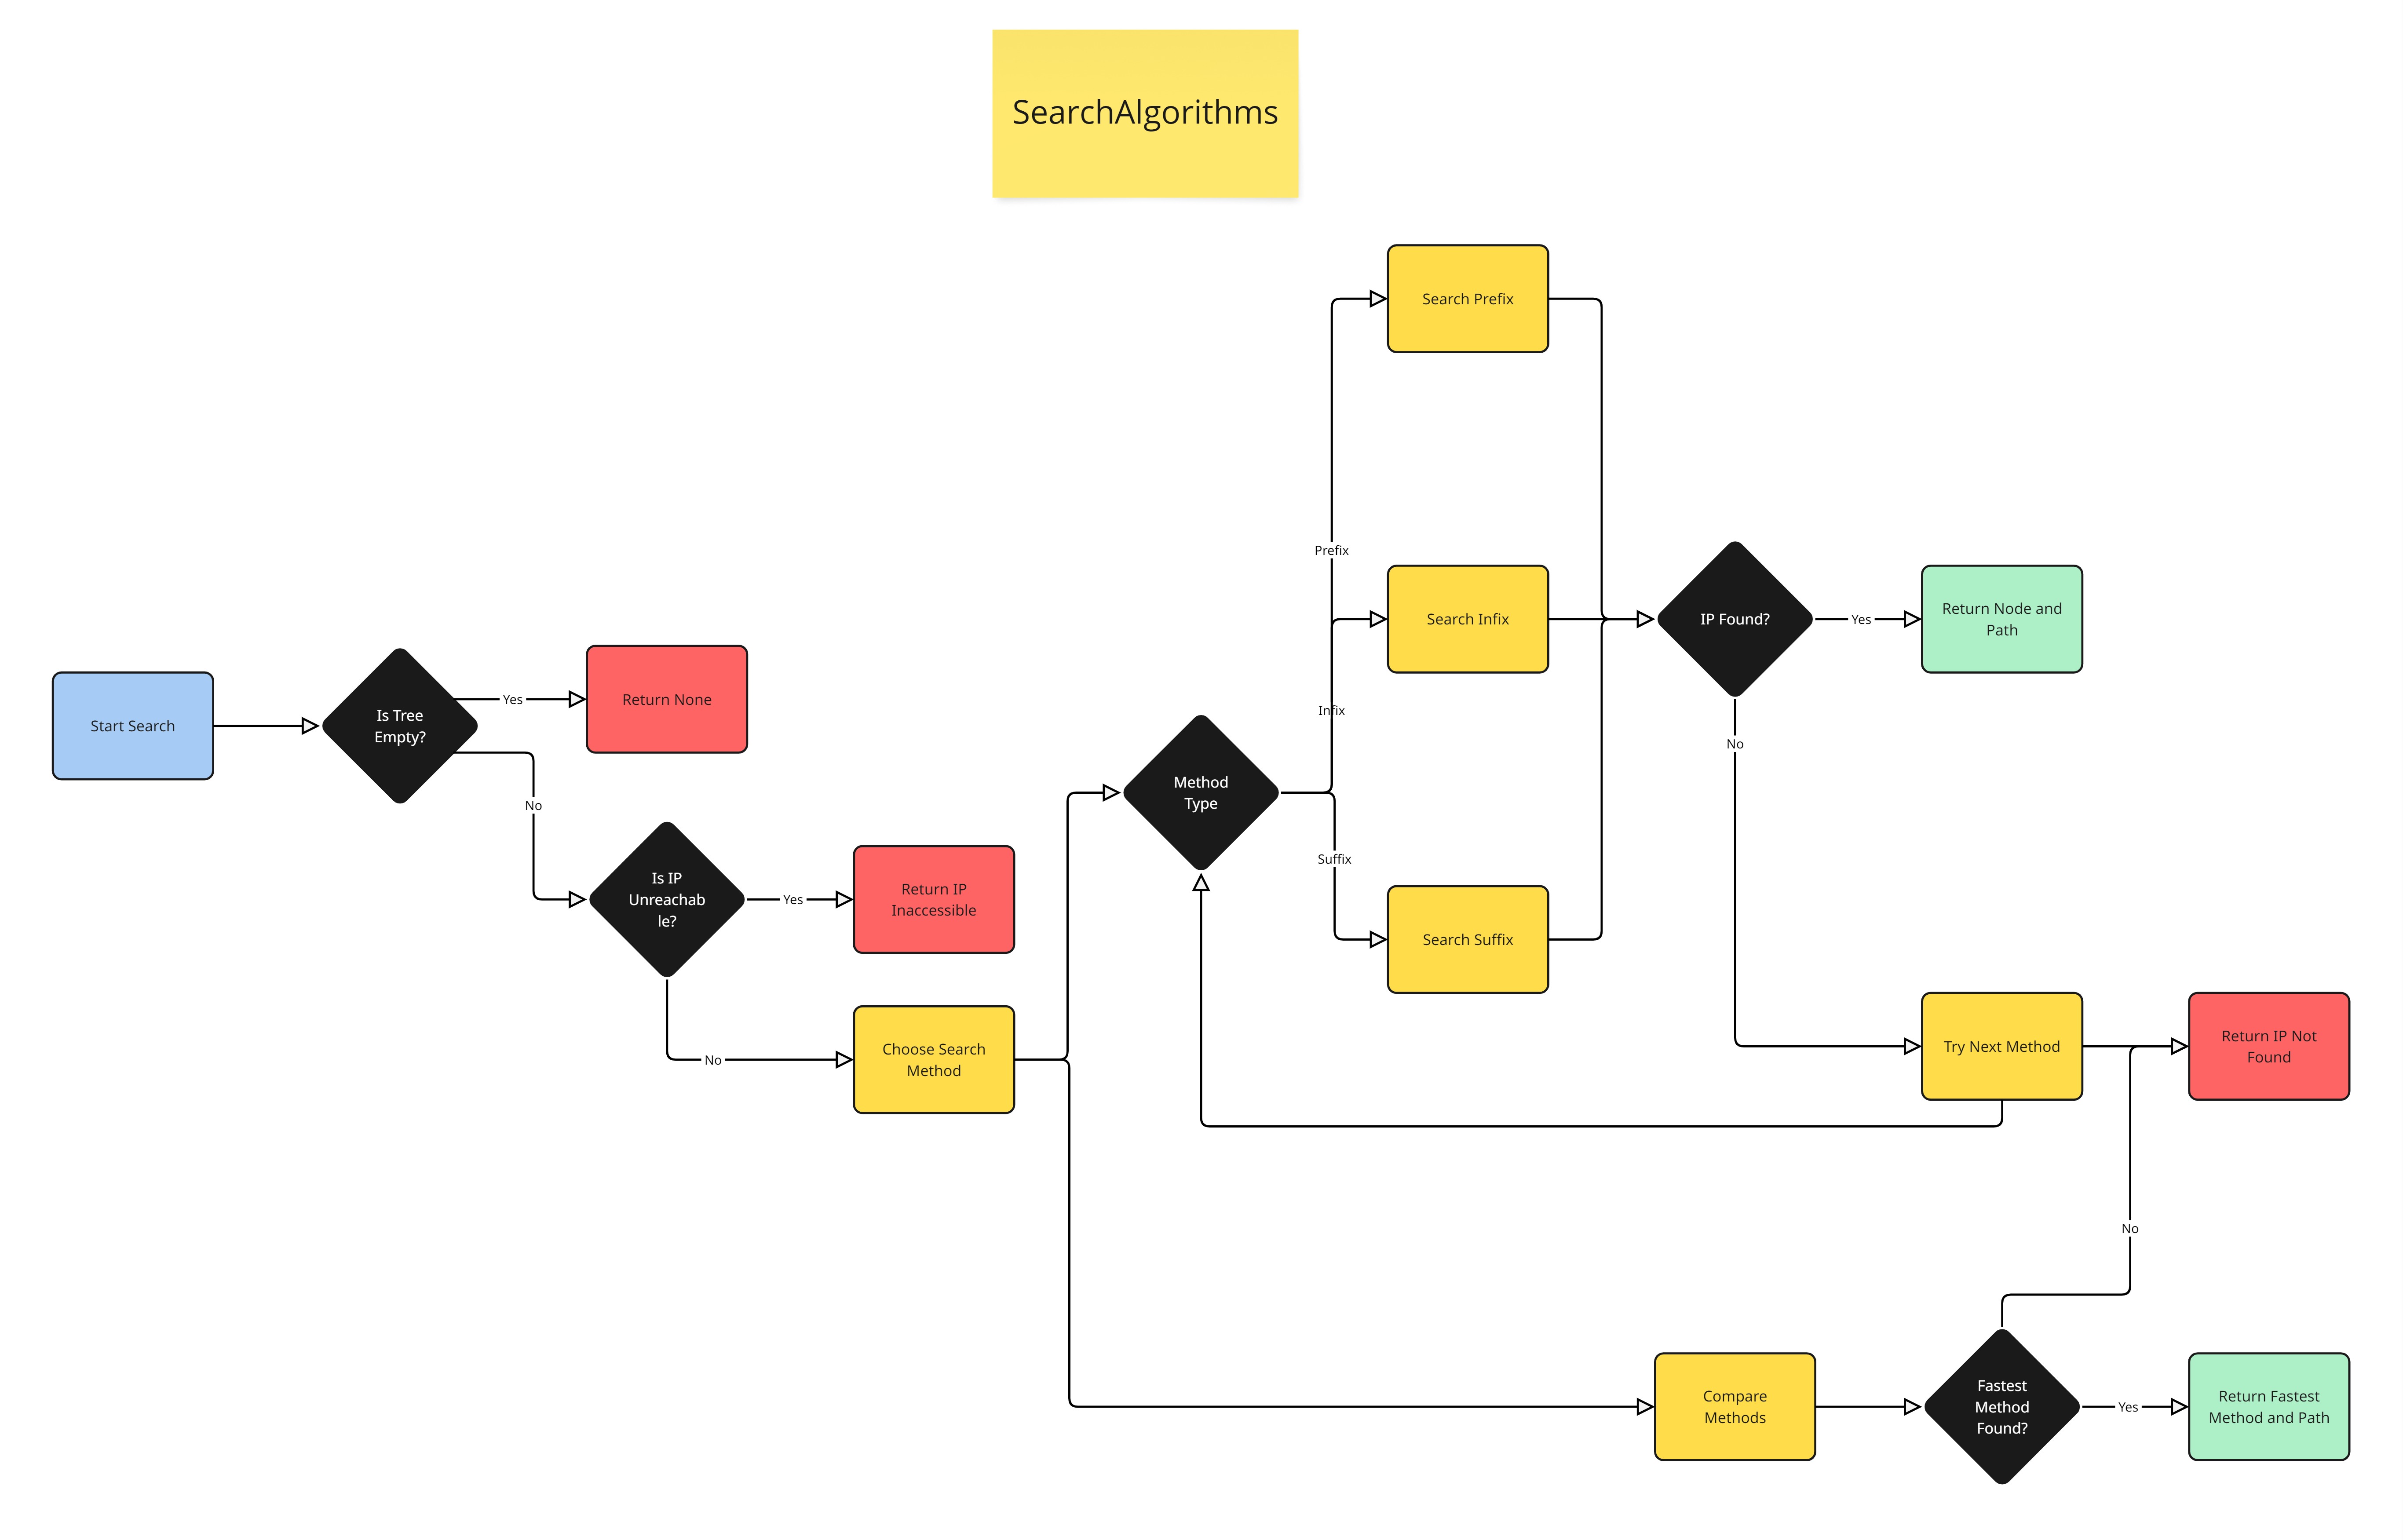 SearchAlgorithms
Search Prefix
Prefix
Search Infix
IP Found?
Yes
Return Node and
Path
Start Search
Is Tree
Empty?
Yes
Return None
Infix
No
No
Method
Type
Suffix
Is IP
Unreachab
le?
Yes
Return IP
Inaccessible
Search Suffix
No
Choose Search
Method
Try Next Method
Return IP Not
Found
No
Compare
Methods
Fastest
Method
Found?
Yes
Return Fastest
Method and Path